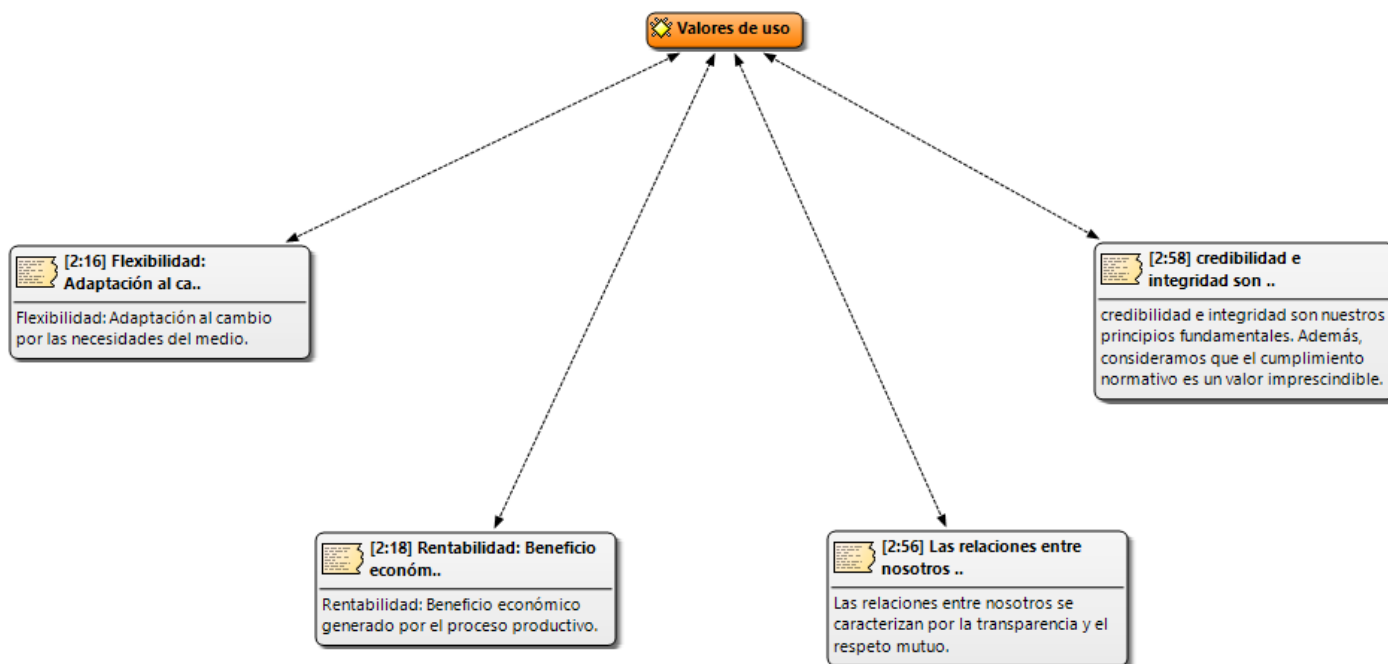 Valores de uso
[2:16] Flexibilidad:
Adaptación al ca..
Flexibilidad: Adaptación al cambio
por las necesidades del medio.
[2:58] credibilidad e
integridad son ..
credibilidad e integridad son nuestros
principios fundamentales. Además,
consideramos que el cumplimiento
normativo es un valor imprescindible.
[2:18] Rentabilidad: Beneficio
económ..
Rentabilidad: Beneficio económico
generado por el proceso productivo.
[2:56] Las relaciones entre
nosotros ..
Las relaciones entre nosotros se
caracterizan por la transparencia y el
respeto mutuo.